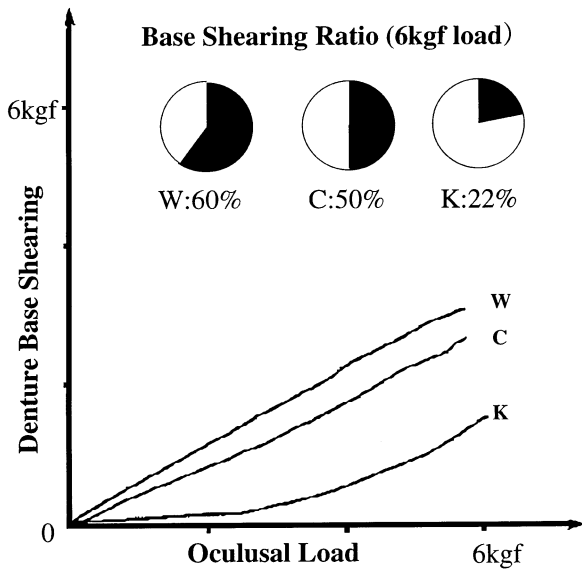 Base Shearing Ratio (6kgf load)
6kgf
W:60%
C:50%
K:22%
Denture Base Shearing
W
C
K
0
Oculusal Load
6kgf